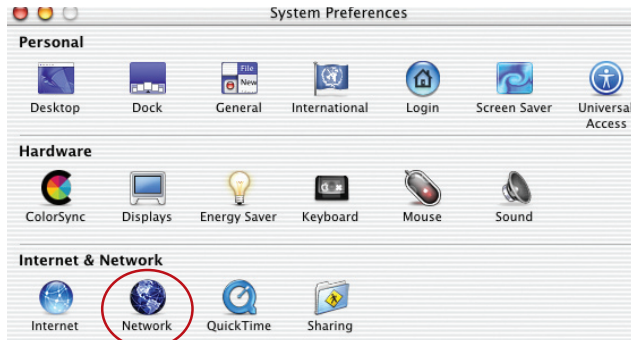 System Preferences
Personal
File
New
Desktop
Dock
General
International
Login
Screen Saver
Universal
Access
Hardware
ColorSync
Displays
Energy Saver
Keyboard
Mouse
Sound
Internet & Network
Internet
Network
QuickTime
Sharing